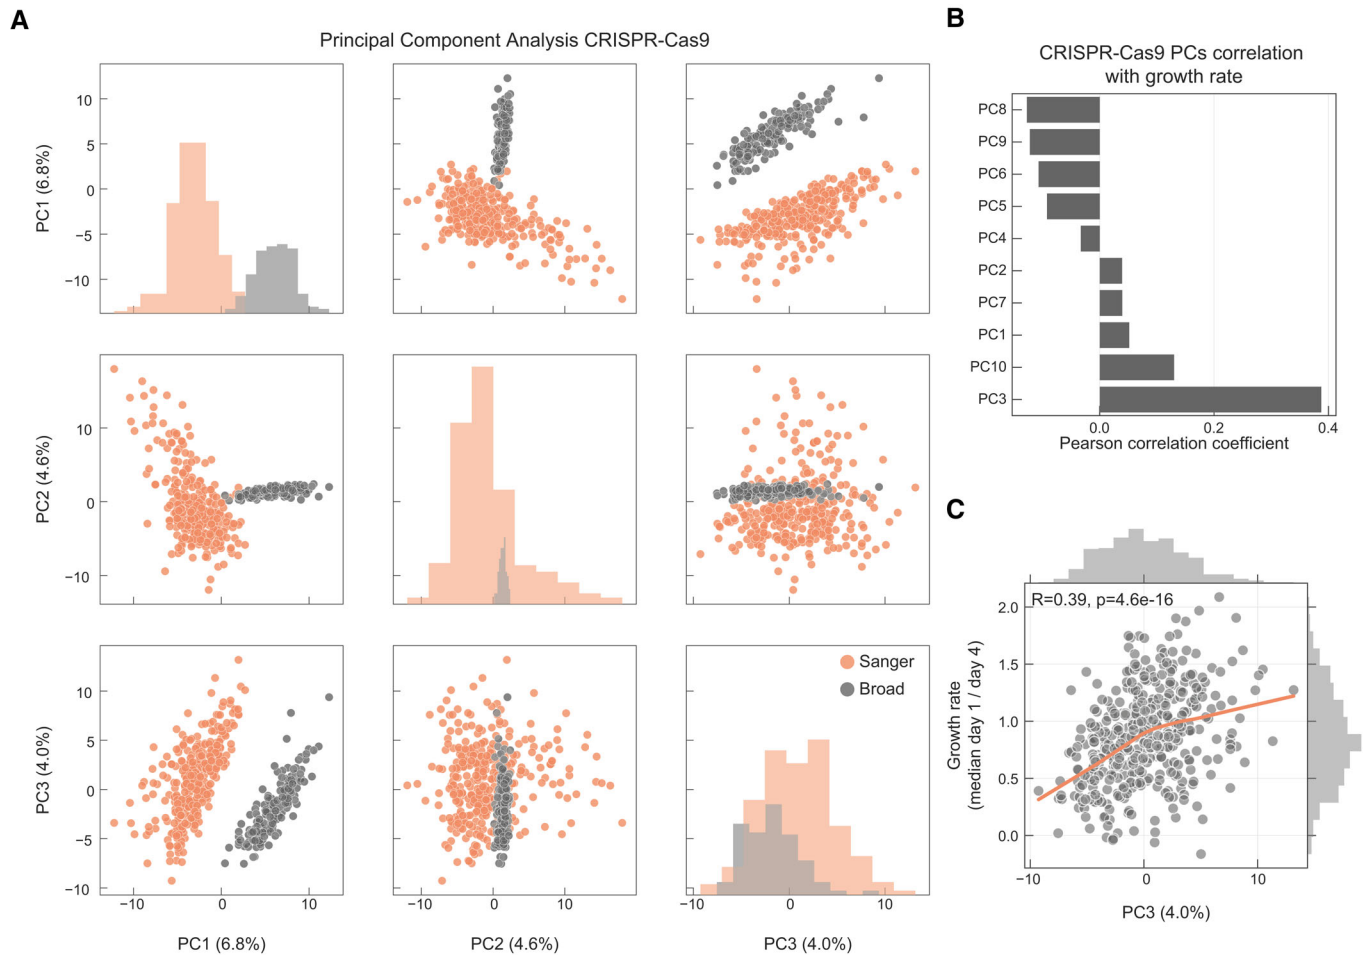 A
Principal Component Analysis CRISPR-Cas9
PC1 (6.8%)
10
5
0
−5
−10
PC2 (4.6%)
10
0
−10
PC3 (4.0%)
10
5
0
−5
−10
Sanger
Broad
−10
0
10
−10
0
10
−10
0
10
PC1 (6.8%)
PC2 (4.6%)
PC3 (4.0%)
B
CRISPR-Cas9 PCs correlation
with growth rate
PC8
PC9
PC6
PC5
PC4
PC2
PC7
PC1
PC10
PC3
0.0
0.2
0.4
Pearson correlation coefficient
C
R=0.39, p=4.6e-16
Growth rate
(median day 1 / day 4)
2.0
1.5
1.0
0.5
0.0
−10
0
10
PC3 (4.0%)